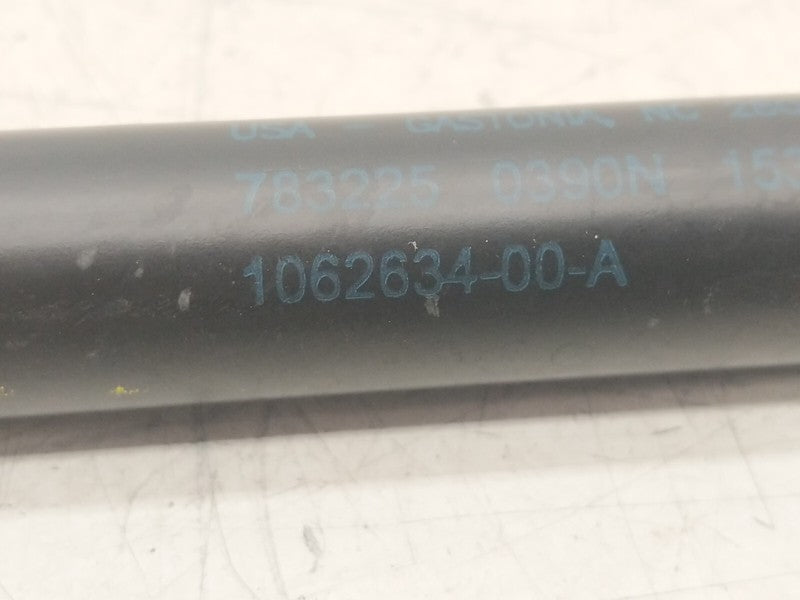 USA - GASTONIA, NC
783225 0390N
1062634-00-A